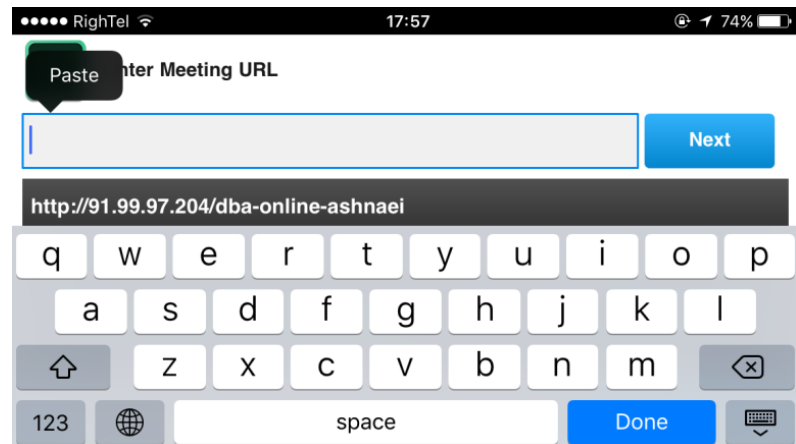 RighTel 17:57 74%
Paste nter Meeting URL
Next
http://91.99.97.204/dba-online-ashnaei
q w e r t y u i o p
a s d f g h j k l
z x c v b n m
123 space Done